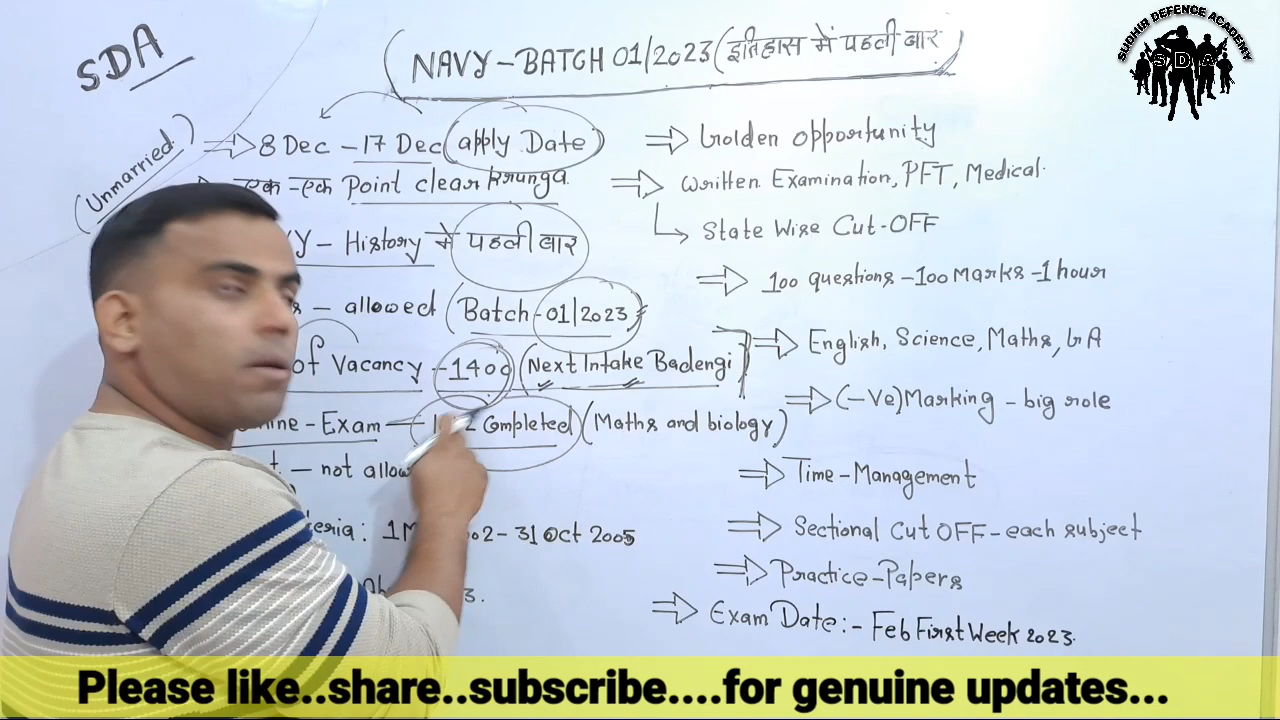 SDA
NAVY-BATCH 01/2023 (इतिहास में पहली बार)
(Unmarried)
⇒ 8 Dec - 17 Dec (apply Date)
एक-एक Point clear krunga
Y- History में पहली बार
- allowed (Batch-01/2023)
of Vacancy - 1400 (Next Intake Badengi)
- Exam - Completed (Maths and biology)
- not
: 2002- 31 Oct 2005
⇒ Golden opportunity
⇒ Written Examination, PFT, Medical.
State Wise Cut-OFF
⇒ 100 questions - 100 Marks - 1 hour
⇒ English, Science, Maths, GA
⇒ (-Ve) Marking - big role
⇒ Time-Management
⇒ Sectional Cut OFF - each subject
⇒ Practice-Papers
⇒ Exam Date:- Feb First Week 2023.
SUDHIR DEFENCE ACADEMY
SDA
Please like..share..subscribe....for genuine updates...